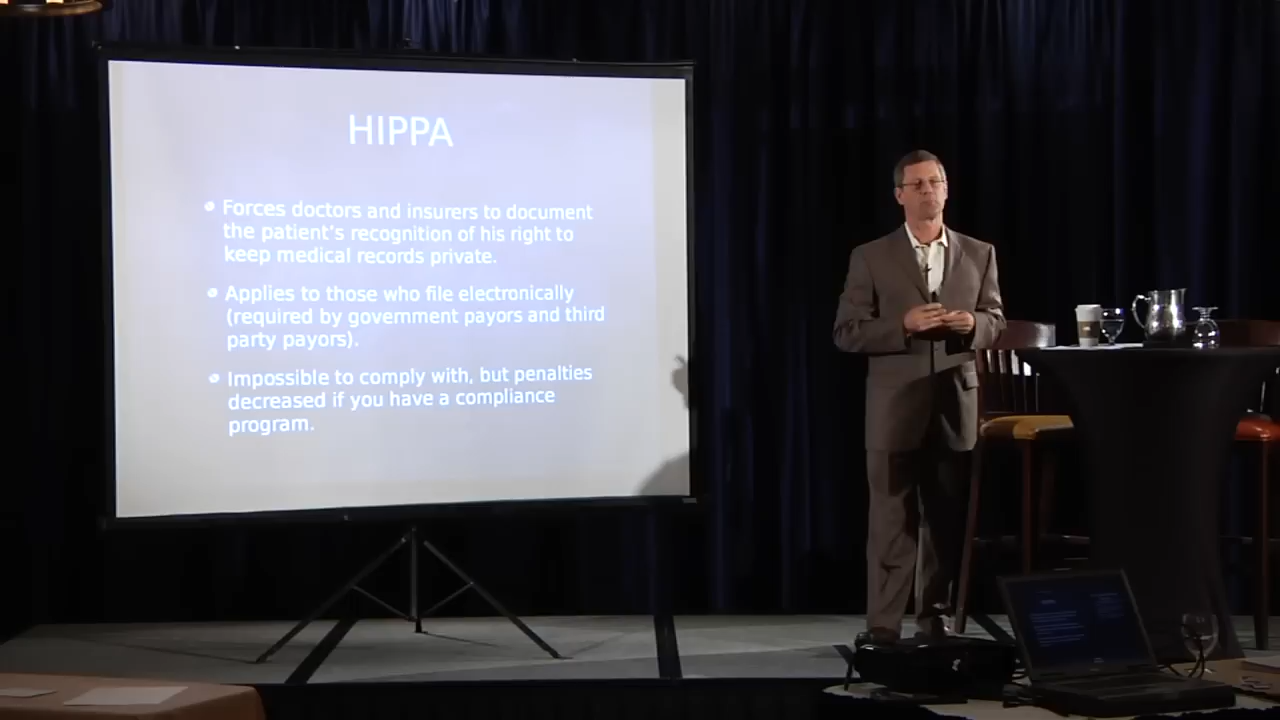 HIPPA
Forces doctors and insurers to document
the patient's recognition of his right to
keep medical records private.
Applies to those who file electronically
(required by government payors and third
party payors).
Impossible to comply with, but penalties
decreased if you have a compliance
program.